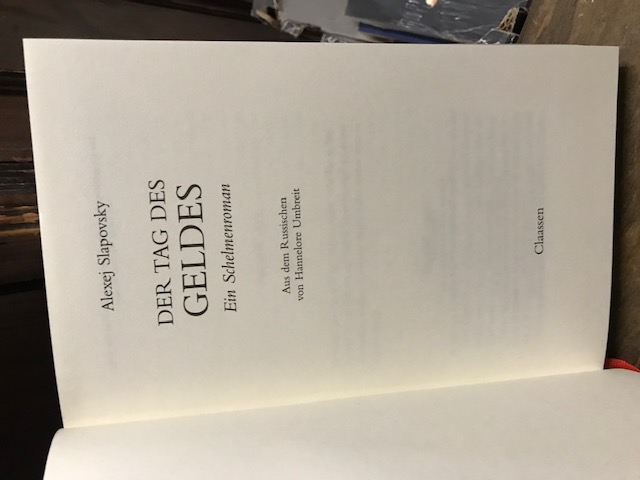 Alexej Slapovsky
DER TAG DES
GELDES
Ein Schelmenroman
Aus dem Russischen
von Hannelore Umbreit
Claassen